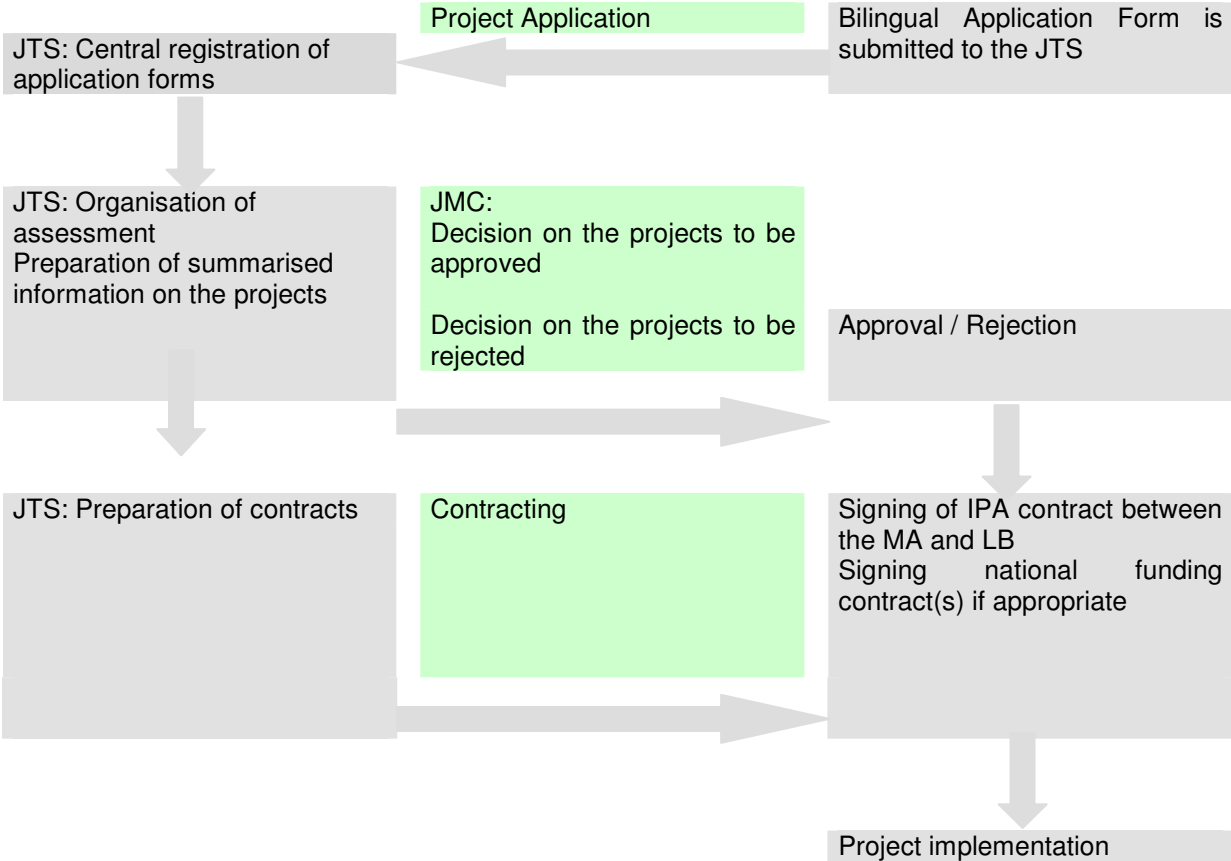 Project Application
Bilingual Application Form is
submitted to the JTS
JTS: Central registration of
application forms
JTS: Organisation of
assessment
Preparation of summarised
information on the projects
JMC:
Decision on the projects to be
approved
Decision on the projects to be
rejected
Approval / Rejection
JTS: Preparation of contracts
Contracting
Signing of IPA contract between
the MA and LB
Signing national funding
contract(s) if appropriate
Project implementation